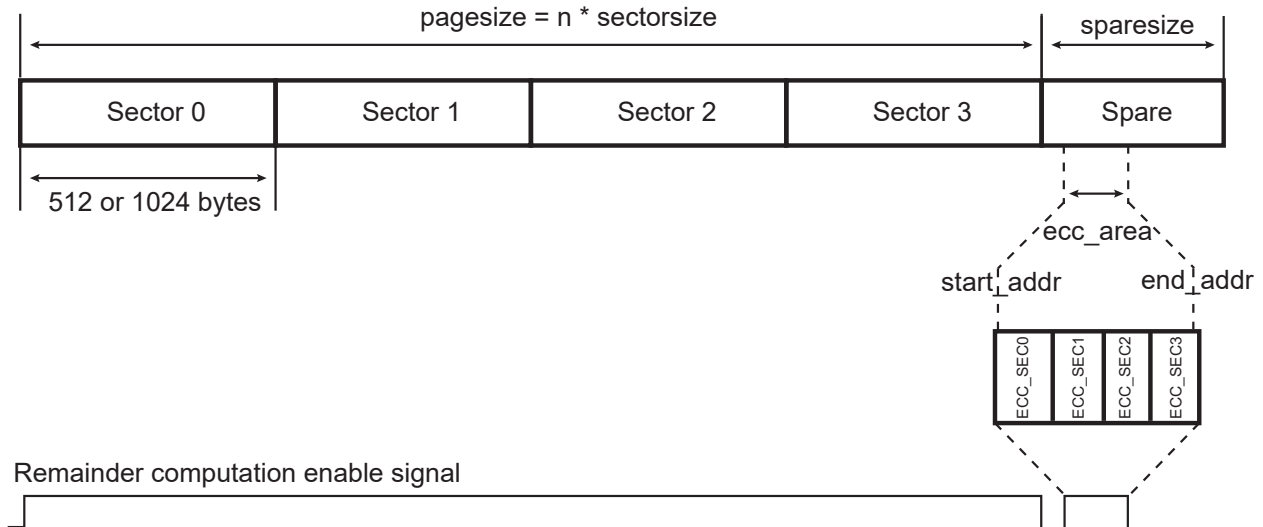 pagesize = n * sectorsize
sparesize
Sector 0 Sector 1 Sector 2 Sector 3 Spare
512 or 1024 bytes
ecc_area
start_addr end_addr
ECC_SEC0 ECC_SEC1 ECC_SEC2 ECC_SEC3
Remainder computation enable signal